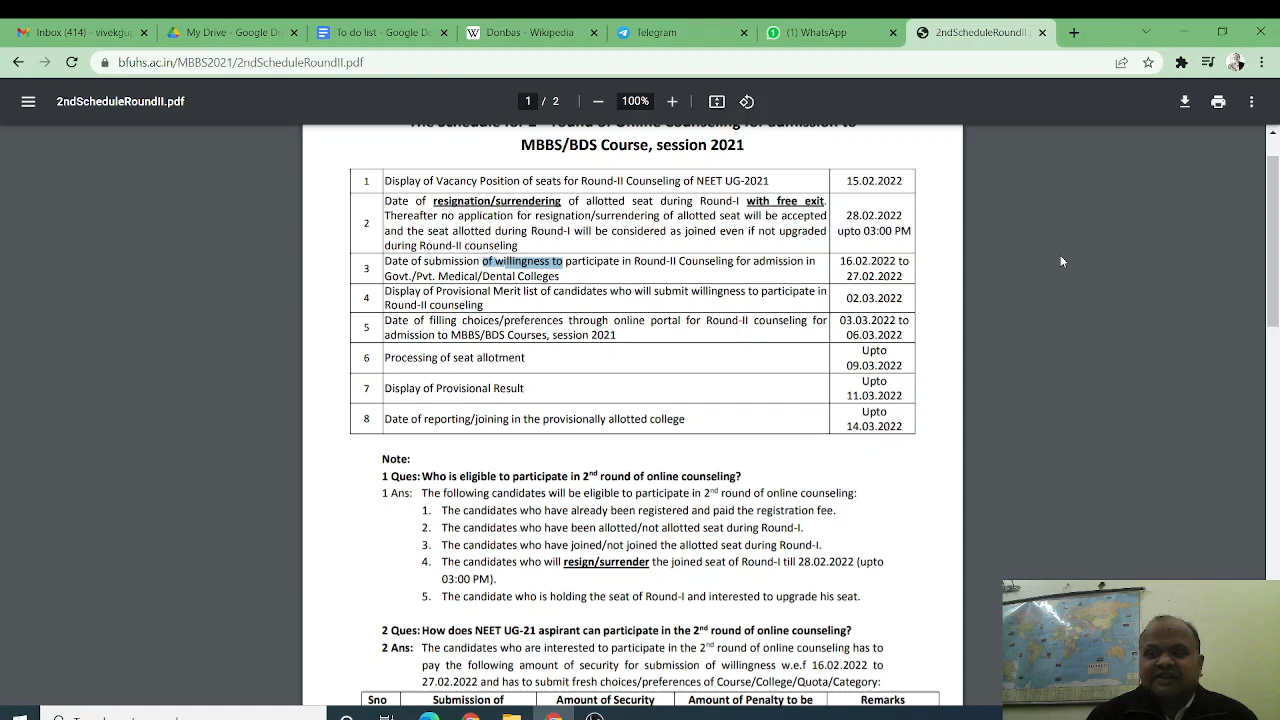 Inbox (414) - vivekgu
My Drive - Google Dr
To do list - Google Do
Donbas - Wikipedia
Telegram
(1) WhatsApp
2ndScheduleRoundII.pdf
bfuhs.ac.in/MBBS2021/2ndScheduleRoundII.pdf
2ndScheduleRoundII.pdf
1 / 2
100%
MBBS/BDS Course, session 2021
1 Display of Vacancy Position of seats for Round-II Counseling of NEET UG-2021 15.02.2022
Date of resignation/surrendering of allotted seat during Round-I with free exit.
Thereafter no application for resignation/surrendering of allotted seat will be accepted 28.02.2022
2 and the seat allotted during Round-I will be considered as joined even if not upgraded upto 03:00 PM
during Round-II counseling
Date of submission of willingness to participate in Round-II Counseling for admission in 16.02.2022 to
3 Govt./Pvt. Medical/Dental Colleges 27.02.2022
4 Display of Provisional Merit list of candidates who will submit willingness to participate in 02.03.2022
Round-II counseling
Date of filling choices/preferences through online portal for Round-II counseling for 03.03.2022 to
5 admission to MBBS/BDS Courses, session 2021 06.03.2022
6 Processing of seat allotment Upto
09.03.2022
7 Display of Provisional Result Upto
11.03.2022
8 Date of reporting/joining in the provisionally allotted college Upto
14.03.2022
Note:
1 Ques: Who is eligible to participate in 2nd round of online counseling?
1 Ans: The following candidates will be eligible to participate in 2nd round of online counseling:
1. The candidates who have already been registered and paid the registration fee.
2. The candidates who have been allotted/not allotted seat during Round-I.
3. The candidates who have joined/not joined the allotted seat during Round-I.
4. The candidates who will resign/surrender the joined seat of Round-I till 28.02.2022 (upto
03:00 PM).
5. The candidate who is holding the seat of Round-I and interested to upgrade his seat.
2 Ques: How does NEET UG-21 aspirant can participate in the 2nd round of online counseling?
2 Ans: The candidates who are interested to participate in the 2nd round of online counseling has to
pay the following amount of security for submission of willingness w.e.f 16.02.2022 to
27.02.2022 and has to submit fresh choices/preferences of Course/College/Quota/Category:
Sno Submission of Amount of Security Amount of Penalty to be Remarks